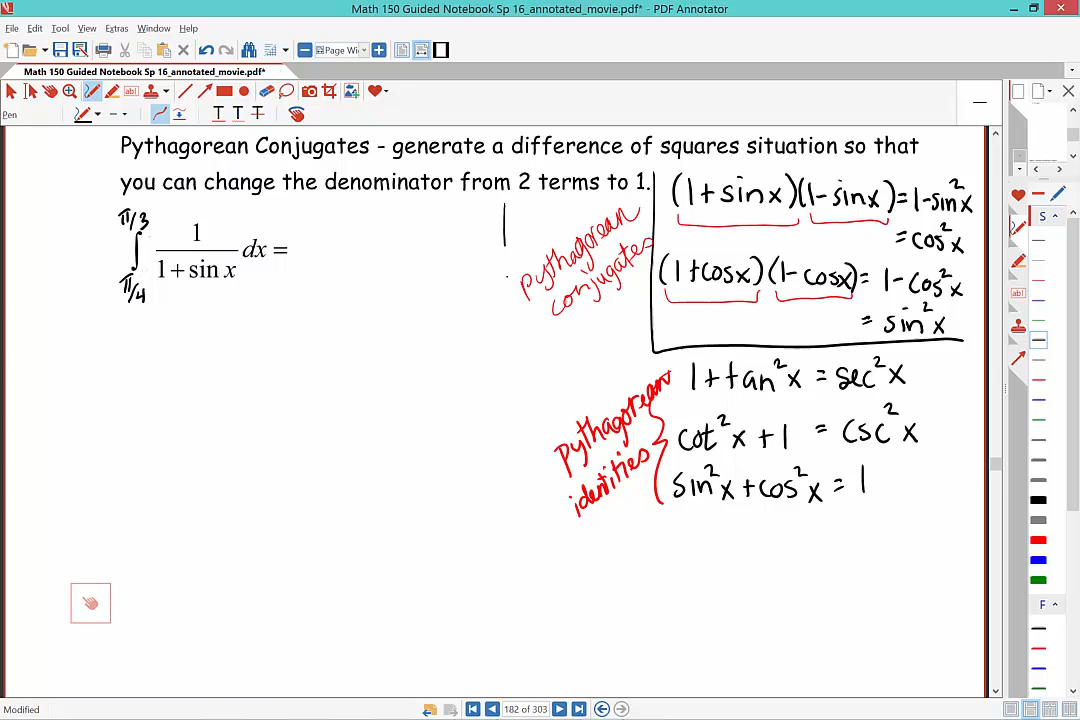 Math 150 Guided Notebook Sp 16_annotated_movie.pdf* - PDF Annotator
File Edit Tool View Extras Window Help
Page Wi
Math 150 Guided Notebook Sp 16_annotated_movie.pdf*
Pen
Pythagorean Conjugates - generate a difference of squares situation so that
you can change the denominator from 2 terms to 1.
∫_{π/4}^{π/3} 1/(1+sin x) dx =
Pythagorean
conjugates
(1+sinx)(1-sinx) = 1-sin²x
= cos²x
(1+cosx)(1-cosx) = 1-cos²x
= sin²x
Pythagorean
identities
1+tan²x = sec²x
cot²x+1 = csc²x
sin²x+cos²x = 1
S
F
Modified
182 of 303